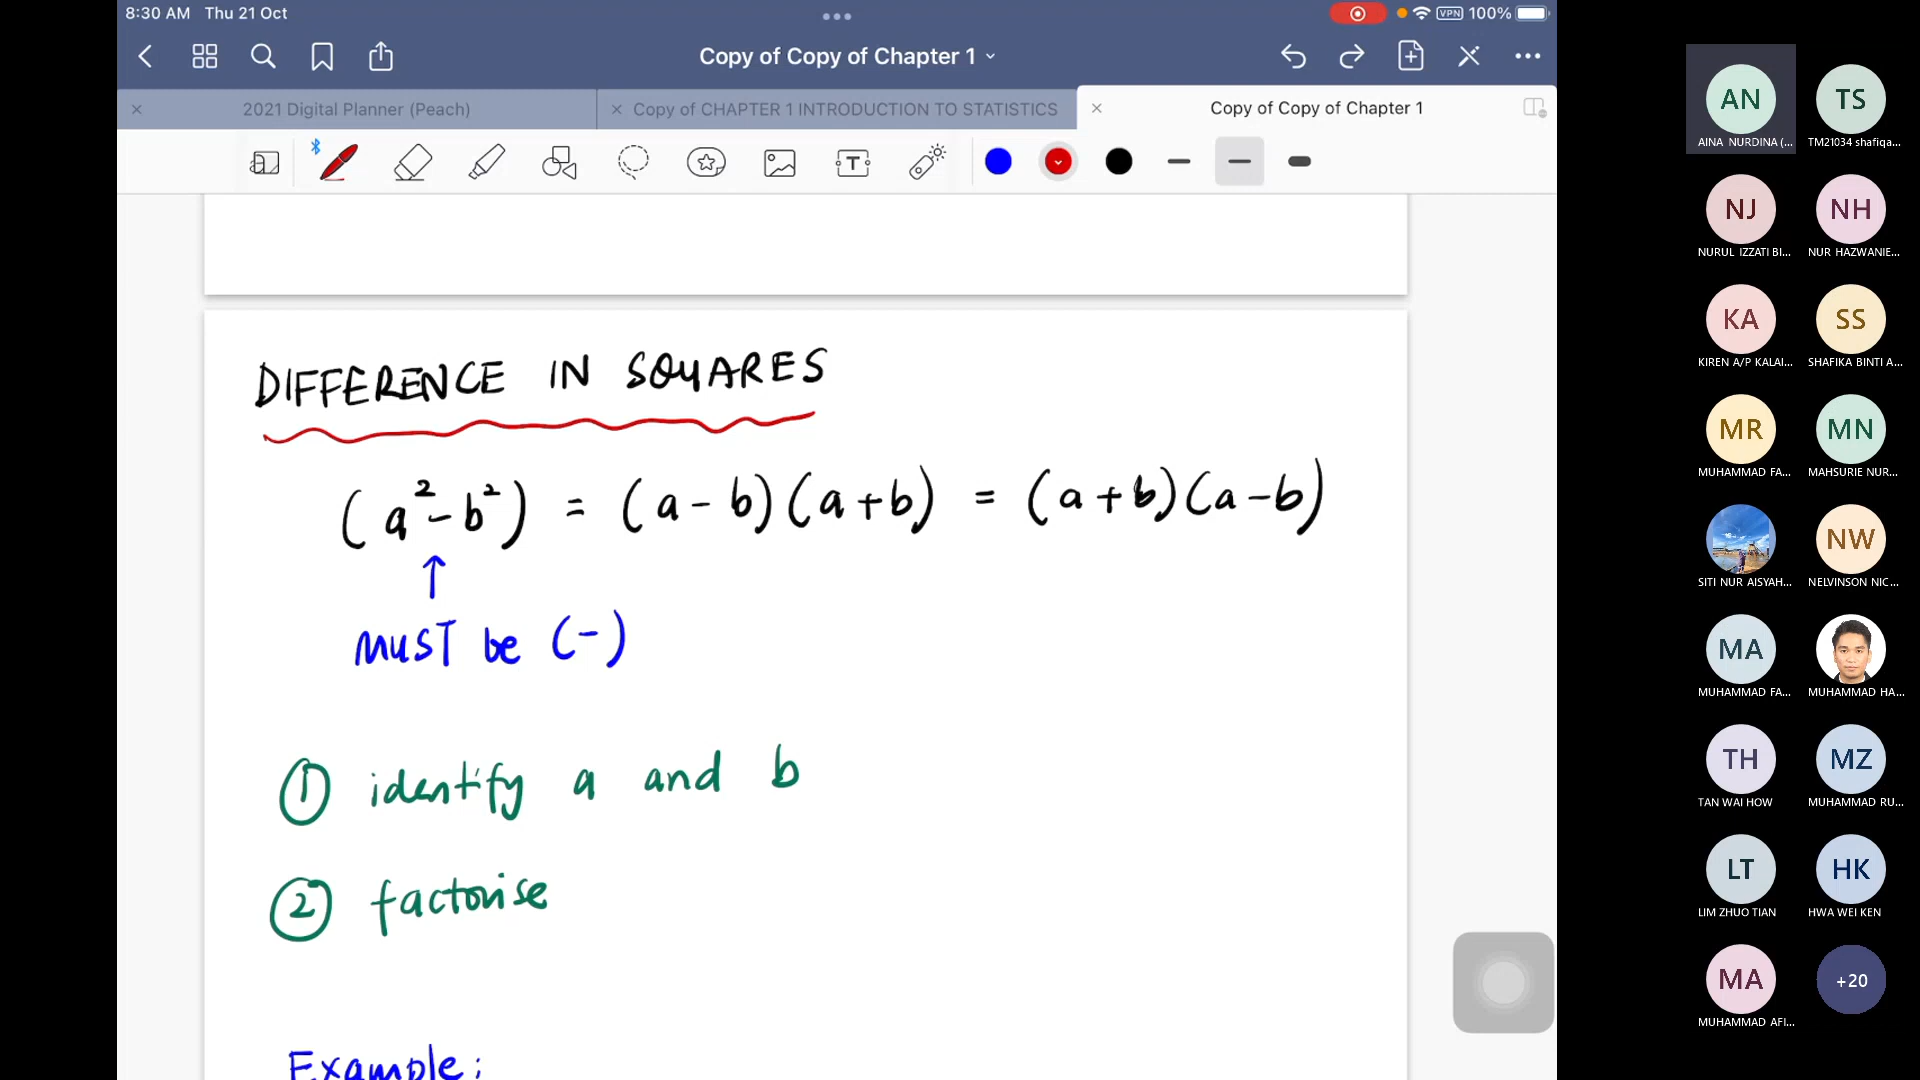 8:30 AM Thu 21 Oct
VPN 100%
Copy of Copy of Chapter 1
2021 Digital Planner (Peach)
Copy of CHAPTER 1 INTRODUCTION TO STATISTICS
Copy of Copy of Chapter 1
T
DIFFERENCE IN SQUARES
(a² - b²) = (a - b)(a + b) = (a + b)(a - b)
↑
MUST be (-)
① identify a and b
② factorise
Example:
AN
AINA NURDINA (...
TS
TM21034 shafiqa...
NJ
NURUL IZZATI BI...
NH
NUR HAZWANIE...
KA
KIREN A/P KALAI...
SS
SHAFIKA BINTI A...
MR
MUHAMMAD FA...
MN
MAHSURIE NUR...
SITI NUR AISYAH...
NW
NELVINSON NIC...
MA
MUHAMMAD FA...
MUHAMMAD HA...
TH
TAN WAI HOW
MZ
MUHAMMAD RU...
LT
LIM ZHUO TIAN
HK
HWA WEI KEN
MA
MUHAMMAD AFI...
+20